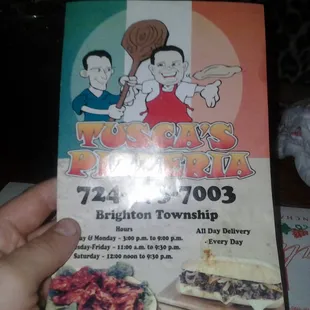 TUSCA'S
PIZZERIA
724 -7003
Brighton Township
Hours
& Monday - 3:00 p.m. to 9:00 p.m.
-Friday - 11:00 a.m. to 9:30 p.m.
Saturday - 12:00 noon to 9:30 p.m.
All Day Delivery
- Every Day